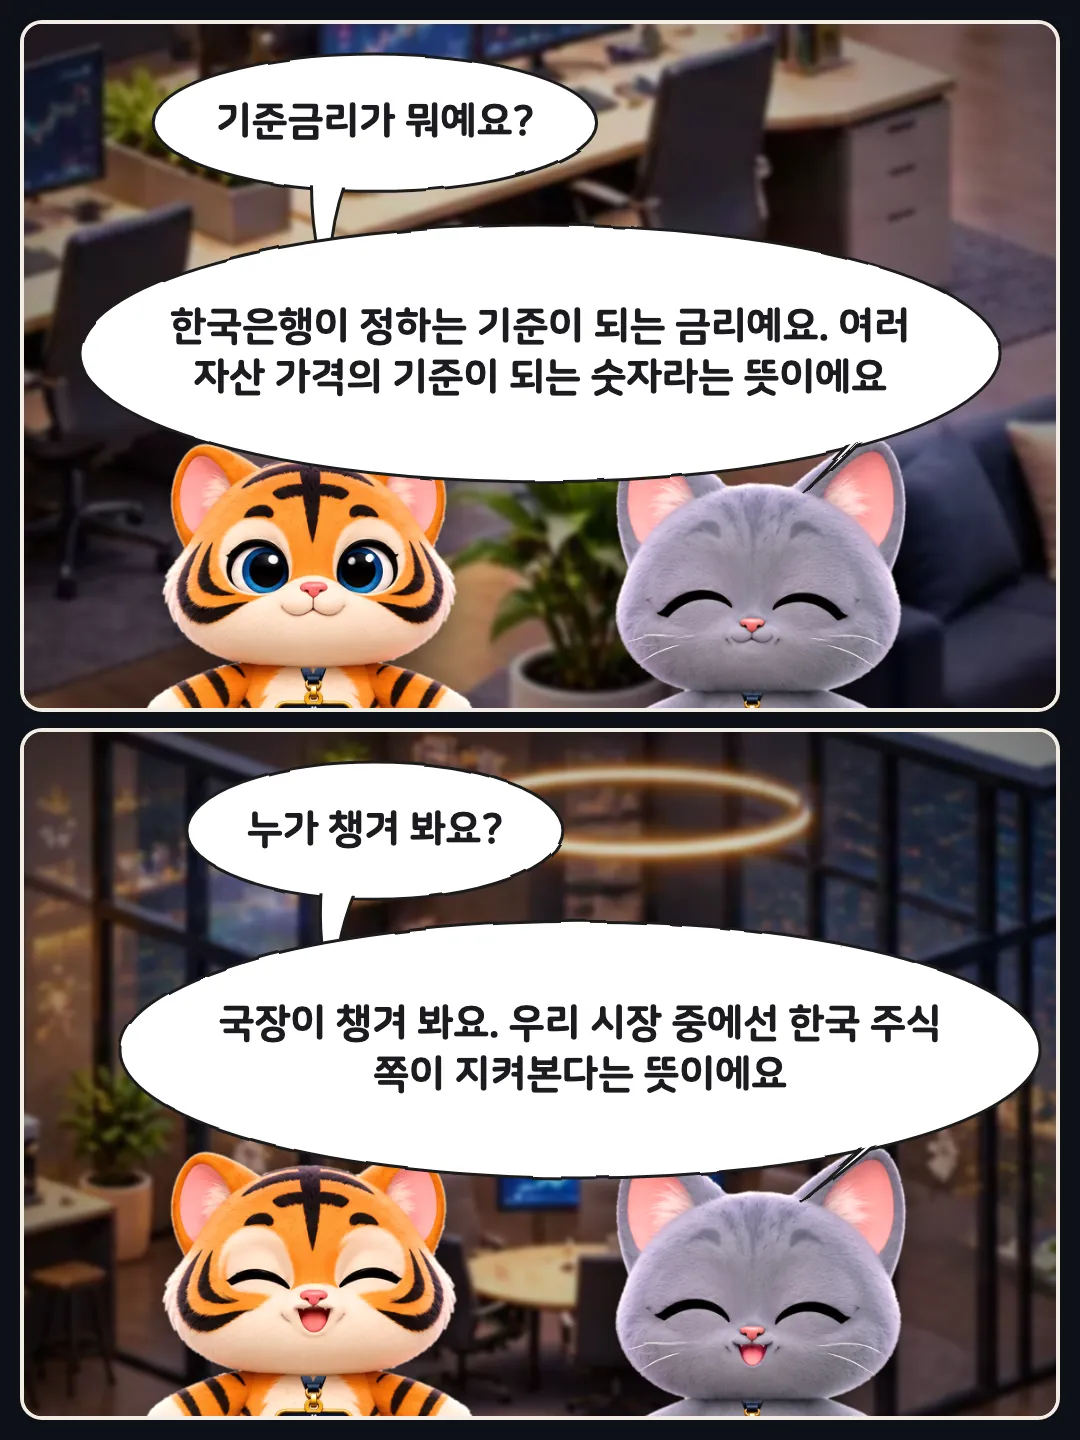 기준금리가 뭐예요?
한국은행이 정하는 기준이 되는 금리예요. 여러
자산 가격의 기준이 되는 숫자라는 뜻이에요
누가 챙겨 봐요?
국장이 챙겨 봐요. 우리 시장 중에선 한국 주식
쪽이 지켜본다는 뜻이에요